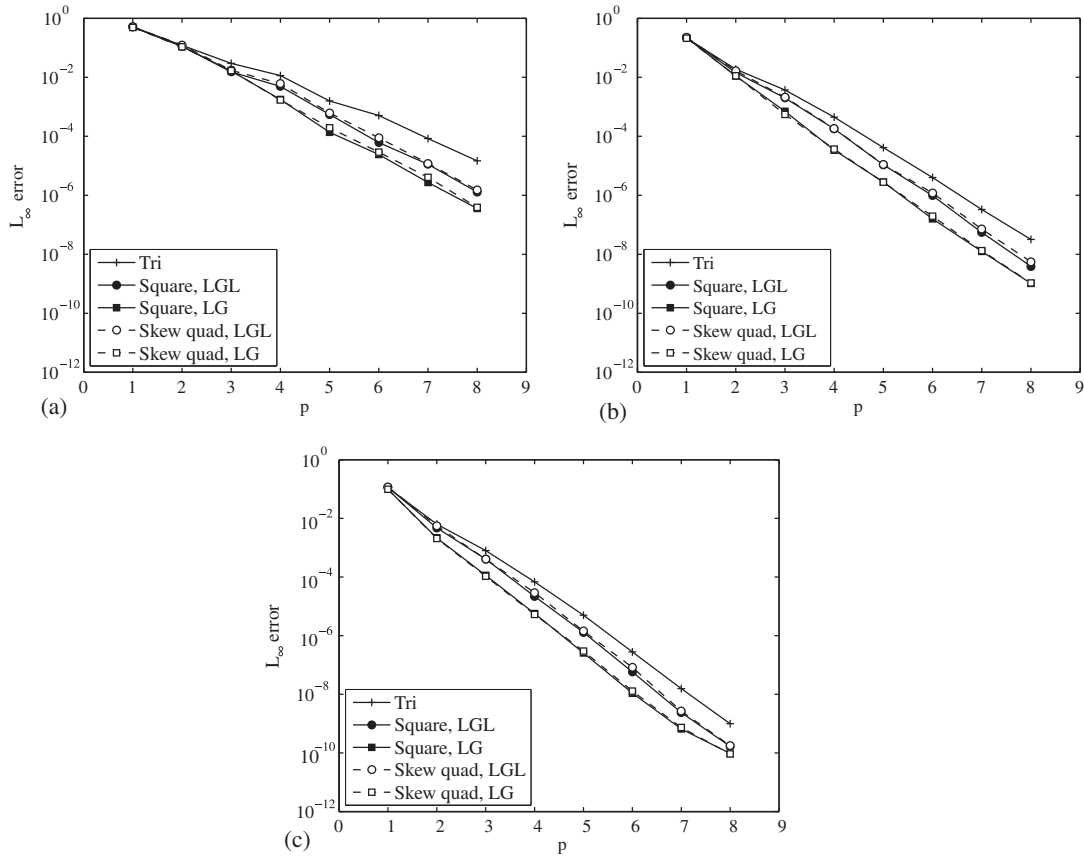 10^0
10^-2
10^-4
10^-6
10^-8
10^-10
10^-12
L∞ error
Tri
Square, LGL
Square, LG
Skew quad, LGL
Skew quad, LG
0 1 2 3 4 5 6 7 8 9
p
(a)
10^0
10^-2
10^-4
10^-6
10^-8
10^-10
10^-12
L∞ error
Tri
Square, LGL
Square, LG
Skew quad, LGL
Skew quad, LG
0 1 2 3 4 5 6 7 8 9
p
(b)
10^0
10^-2
10^-4
10^-6
10^-8
10^-10
10^-12
L∞ error
Tri
Square, LGL
Square, LG
Skew quad, LGL
Skew quad, LG
0 1 2 3 4 5 6 7 8 9
p
(c)